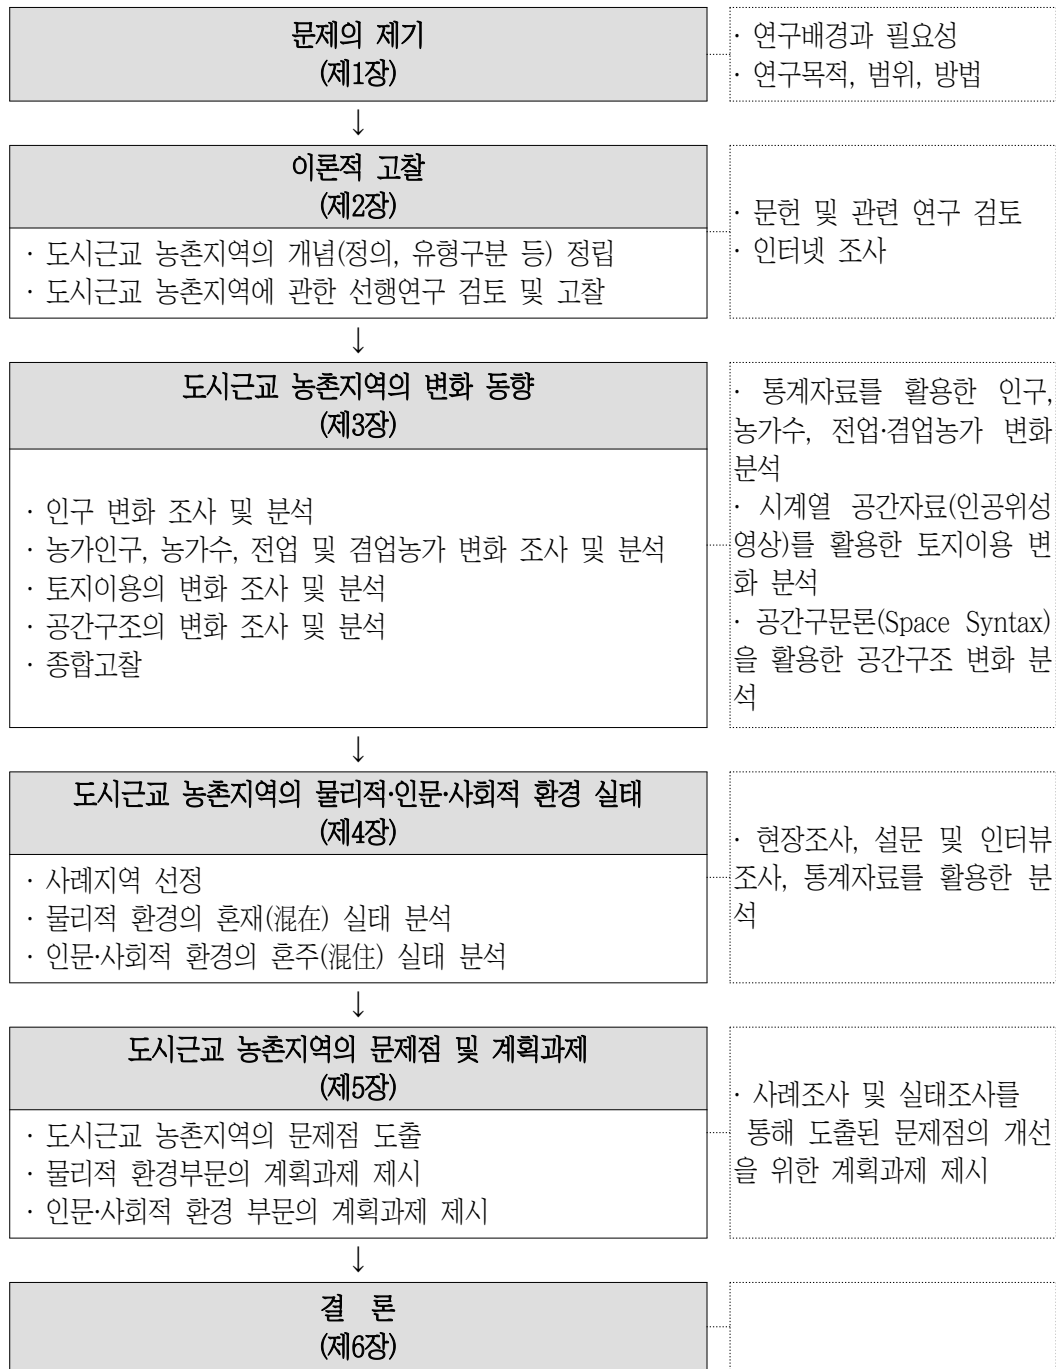 문제의 제기
(제1장)
· 연구배경과 필요성
· 연구목적, 범위, 방법
↓
이론적 고찰
(제2장)
· 도시근교 농촌지역의 개념(정의, 유형구분 등) 정립
· 도시근교 농촌지역에 관한 선행연구 검토 및 고찰
· 문헌 및 관련 연구 검토
· 인터넷 조사
↓
도시근교 농촌지역의 변화 동향
(제3장)
· 인구 변화 조사 및 분석
· 농가인구, 농가수, 전업 및 겸업농가 변화 조사 및 분석
· 토지이용의 변화 조사 및 분석
· 공간구조의 변화 조사 및 분석
· 종합고찰
· 통계자료를 활용한 인구,
농가수, 전업·겸업농가 변화
분석
· 시계열 공간자료(인공위성
영상)를 활용한 토지이용 변
화 분석
· 공간구문론(Space Syntax)
을 활용한 공간구조 변화 분
석
↓
도시근교 농촌지역의 물리적·인문·사회적 환경 실태
(제4장)
· 사례지역 선정
· 물리적 환경의 혼재(混在) 실태 분석
· 인문·사회적 환경의 혼주(混住) 실태 분석
· 현장조사, 설문 및 인터뷰
조사, 통계자료를 활용한 분
석
↓
도시근교 농촌지역의 문제점 및 계획과제
(제5장)
· 도시근교 농촌지역의 문제점 도출
· 물리적 환경부문의 계획과제 제시
· 인문·사회적 환경 부문의 계획과제 제시
· 사례조사 및 실태조사를
통해 도출된 문제점의 개선
을 위한 계획과제 제시
↓
결 론
(제6장)